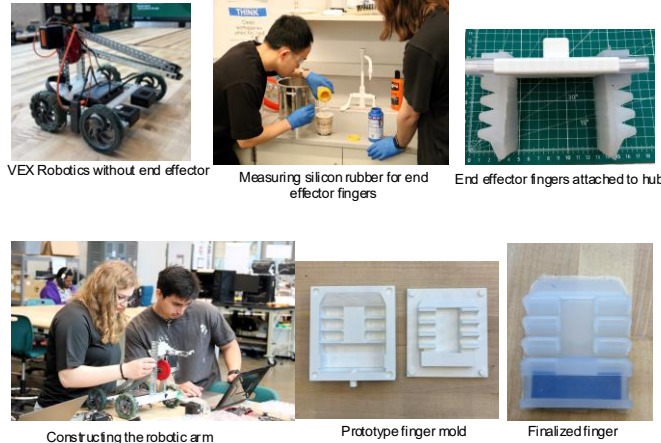 THINK
VEX Robotics without end effector
Measuring silicon rubber for end
effector fingers
End effector fingers attached to hub
Constructing the robotic arm
Prototype finger mold
Finalized finger